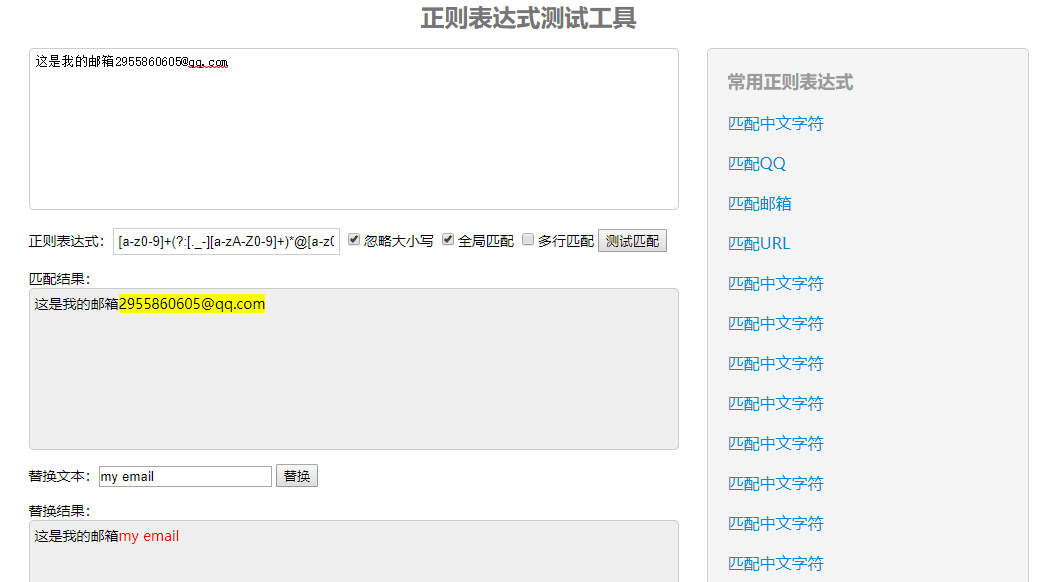 正则表达式测试工具
这是我的邮箱2955860605@qq.com
正则表达式： [a-z0-9]+(?:[._-][a-zA-Z0-9]+)*@[a-z0 忽略大小写 全局匹配 多行匹配 测试匹配
匹配结果：
这是我的邮箱2955860605@qq.com
替换文本： my email 替换
替换结果：
这是我的邮箱my email
常用正则表达式
匹配中文字符
匹配QQ
匹配邮箱
匹配URL
匹配中文字符
匹配中文字符
匹配中文字符
匹配中文字符
匹配中文字符
匹配中文字符
匹配中文字符
匹配中文字符